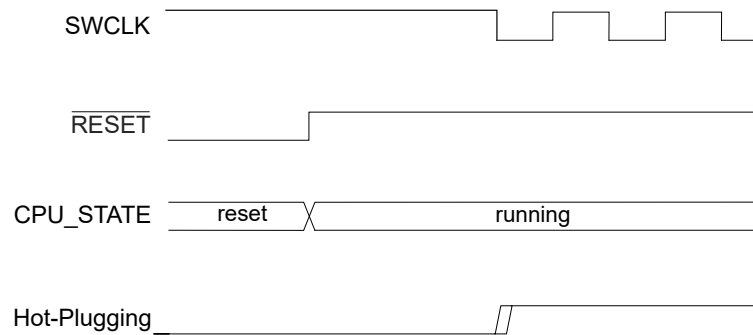 SWCLK
RESET
CPU_STATE reset running
Hot-Plugging